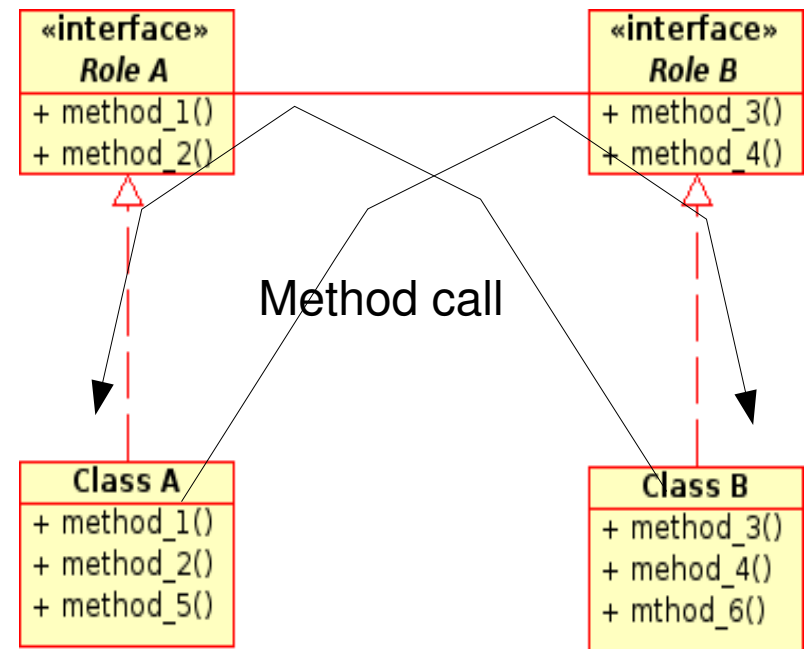 «interface»
Role A
+ method_1()
+ method_2()
«interface»
Role B
+ method_3()
+ method_4()
Method call
Class A
+ method_1()
+ method_2()
+ method_5()
Class B
+ method_3()
+ mehod_4()
+ mthod_6()